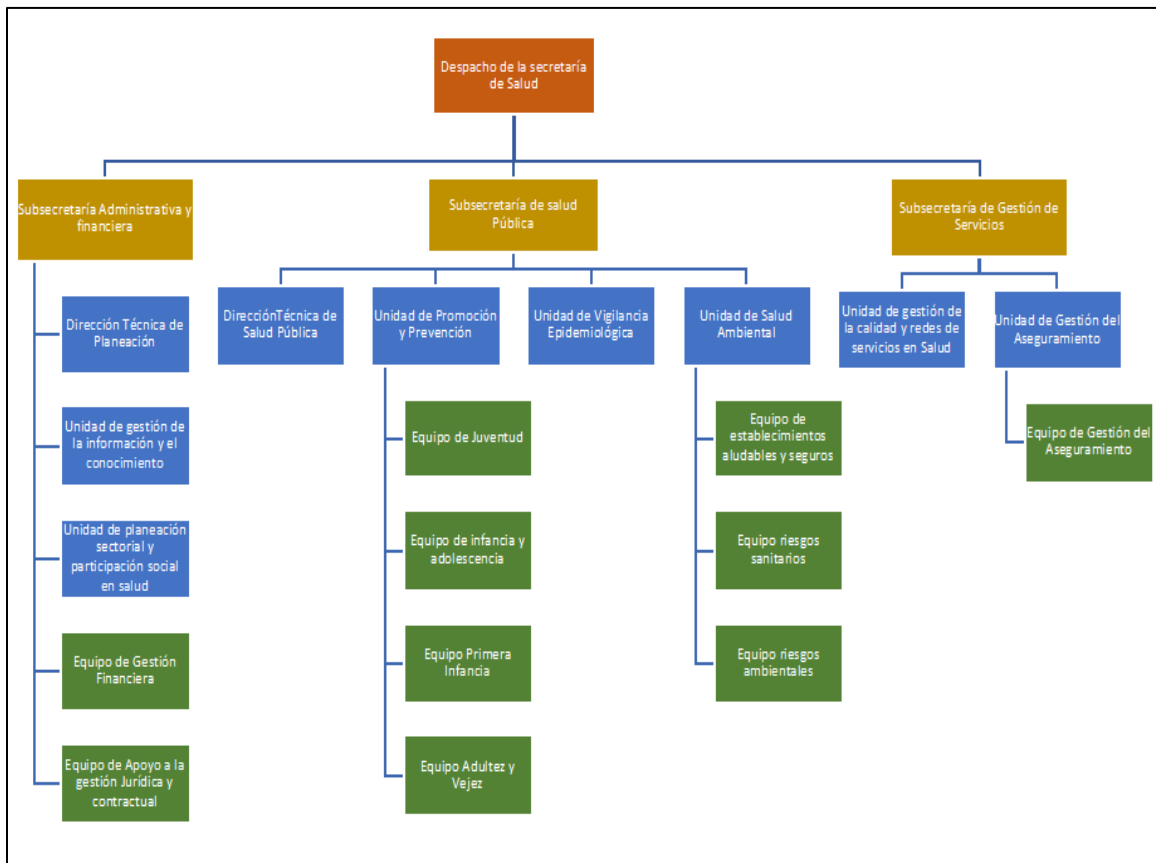 Despacho de la secretaría
de Salud
Subsecretaría Administrativa y
financiera
Subsecretaría de salud
Pública
Subsecretaría de Gestión de
Servicios
Dirección Técnica de
Planeación
Unidad de gestión de
la información y el
conocimiento
Unidad de planeación
sectorial y
participación social
en salud
Equipo de Gestión
Financiera
Equipo de Apoyo a la
gestión Jurídica y
contractual
DirecciónTécnica de
Salud Pública
Unidad de Promoción
y Prevención
Unidad de Vigilancia
Epidemiológica
Unidad de Salud
Ambiental
Equipo de Juventud
Equipo de infancia y
adolescencia
Equipo Primera
Infancia
Equipo Adultez y
Vejez
Equipo de
establecimientos
aludables y seguros
Equipo riesgos
sanitarios
Equipo riesgos
ambientales
Unidad de gestión de
la calidad y redes de
servicios en Salud
Unidad de Gestión del
Aseguramiento
Equipo de Gestión del
Aseguramiento